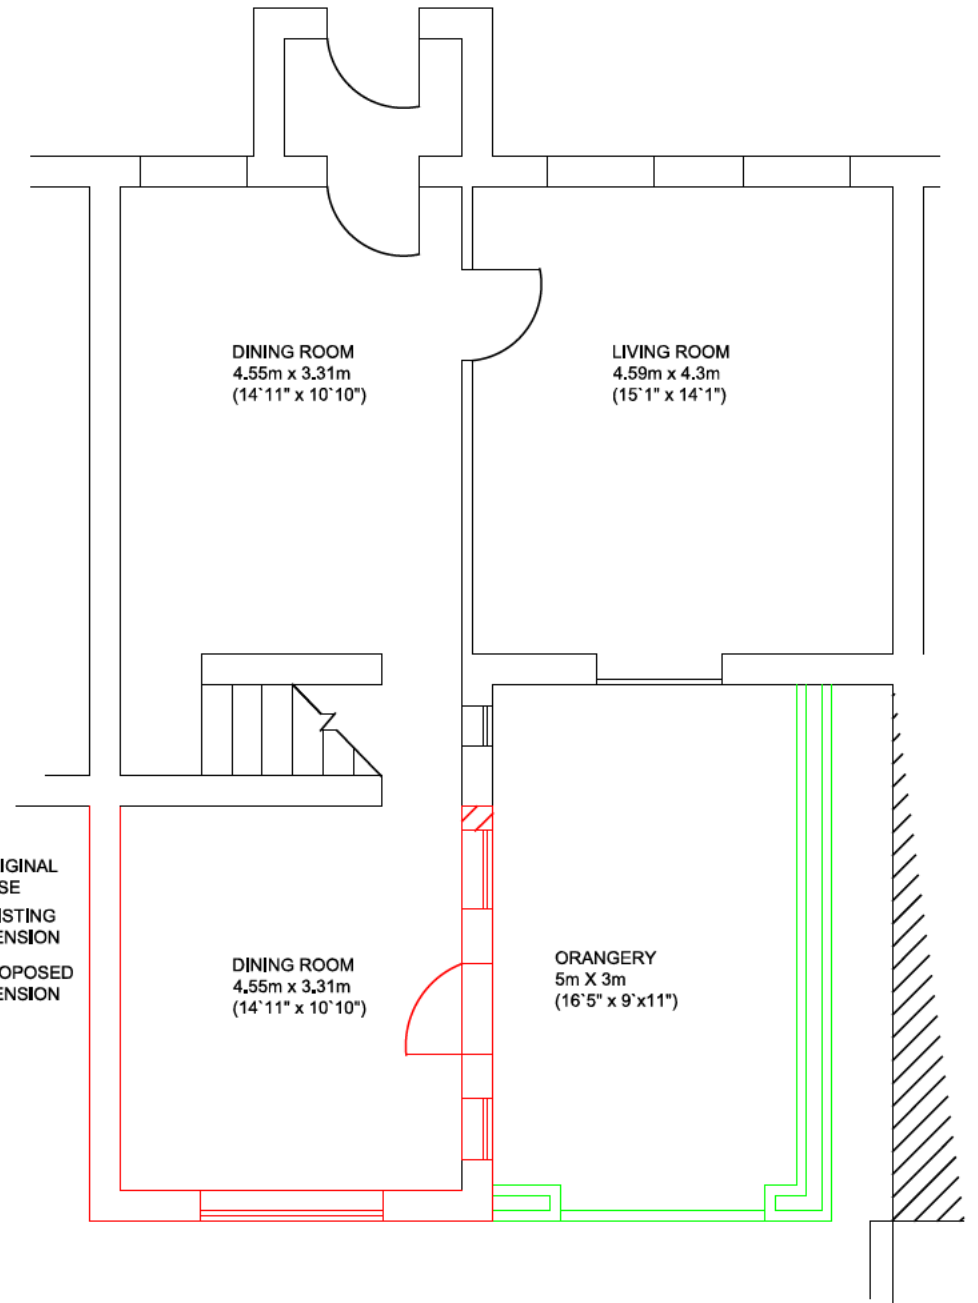 DINING ROOM
4.55m x 3.31m
(14`11" x 10`10")
LIVING ROOM
4.59m x 4.3m
(15`1" x 14`1")
IGINAL
SE
ISTING
ENSION
OPOSED
ENSION
DINING ROOM
4.55m x 3.31m
(14`11" x 10`10")
ORANGERY
5m X 3m
(16`5" x 9`x11")